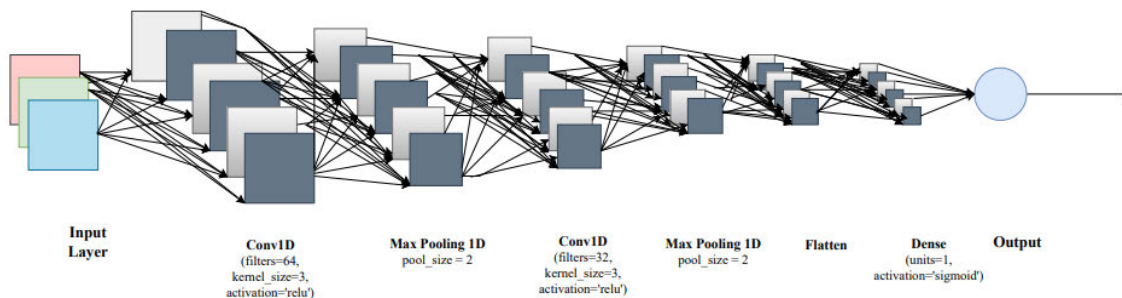 Input
Layer
Conv1D
(filters=64,
kernel_size=3,
activation='relu')
Max Pooling 1D
pool_size = 2
Conv1D
(filters=32,
kernel_size=3,
activation='relu')
Max Pooling 1D
pool_size = 2
Flatten
Dense
(units=1,
activation='sigmoid')
Output